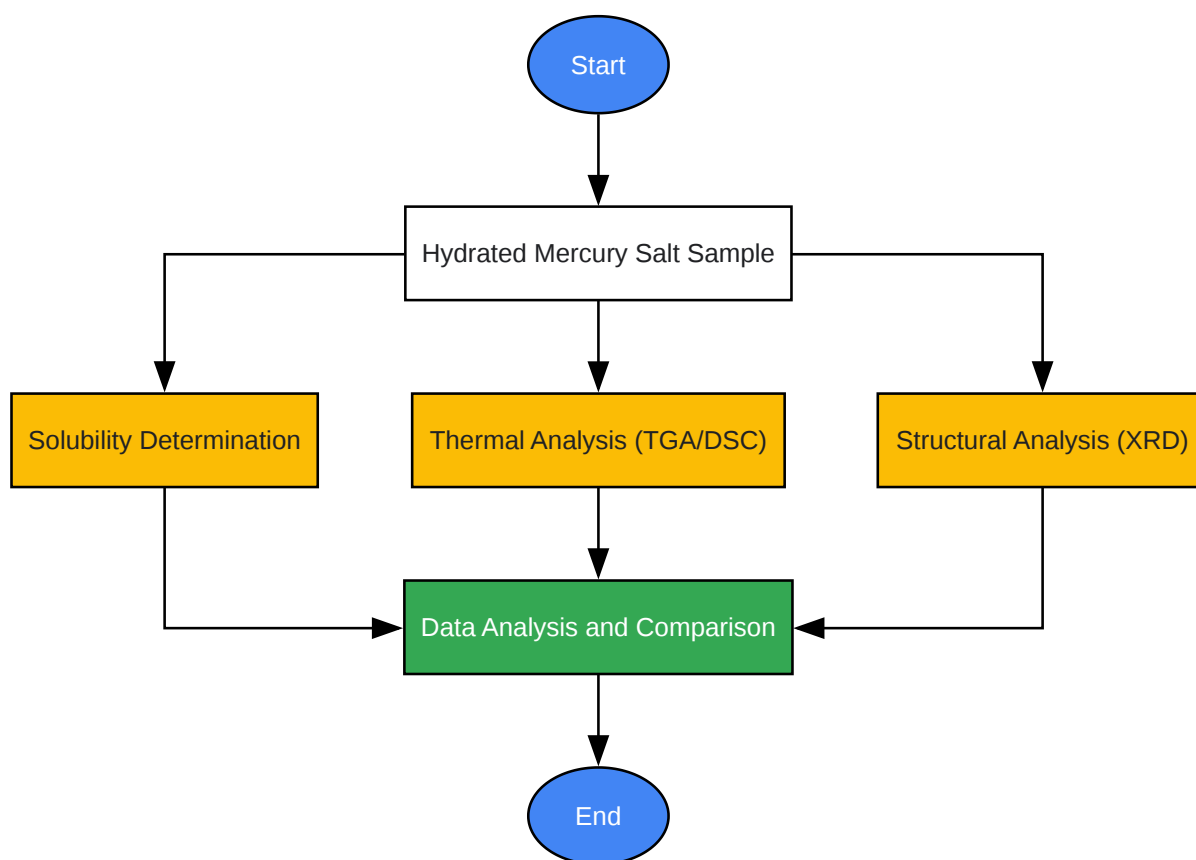 Start
Hydrated Mercury Salt Sample
Solubility Determination
Thermal Analysis (TGA/DSC)
Structural Analysis (XRD)
Data Analysis and Comparison
End